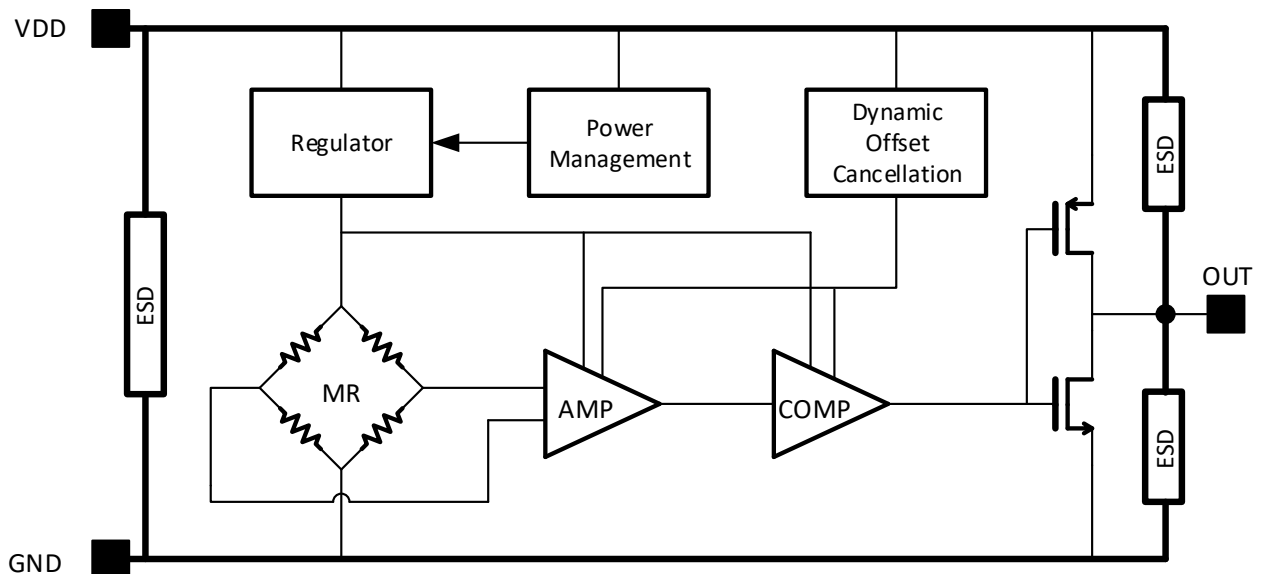 VDD
Regulator
Power
Management
Dynamic
Offset
Cancellation
ESD
ESD
OUT
MR
AMP
COMP
ESD
GND